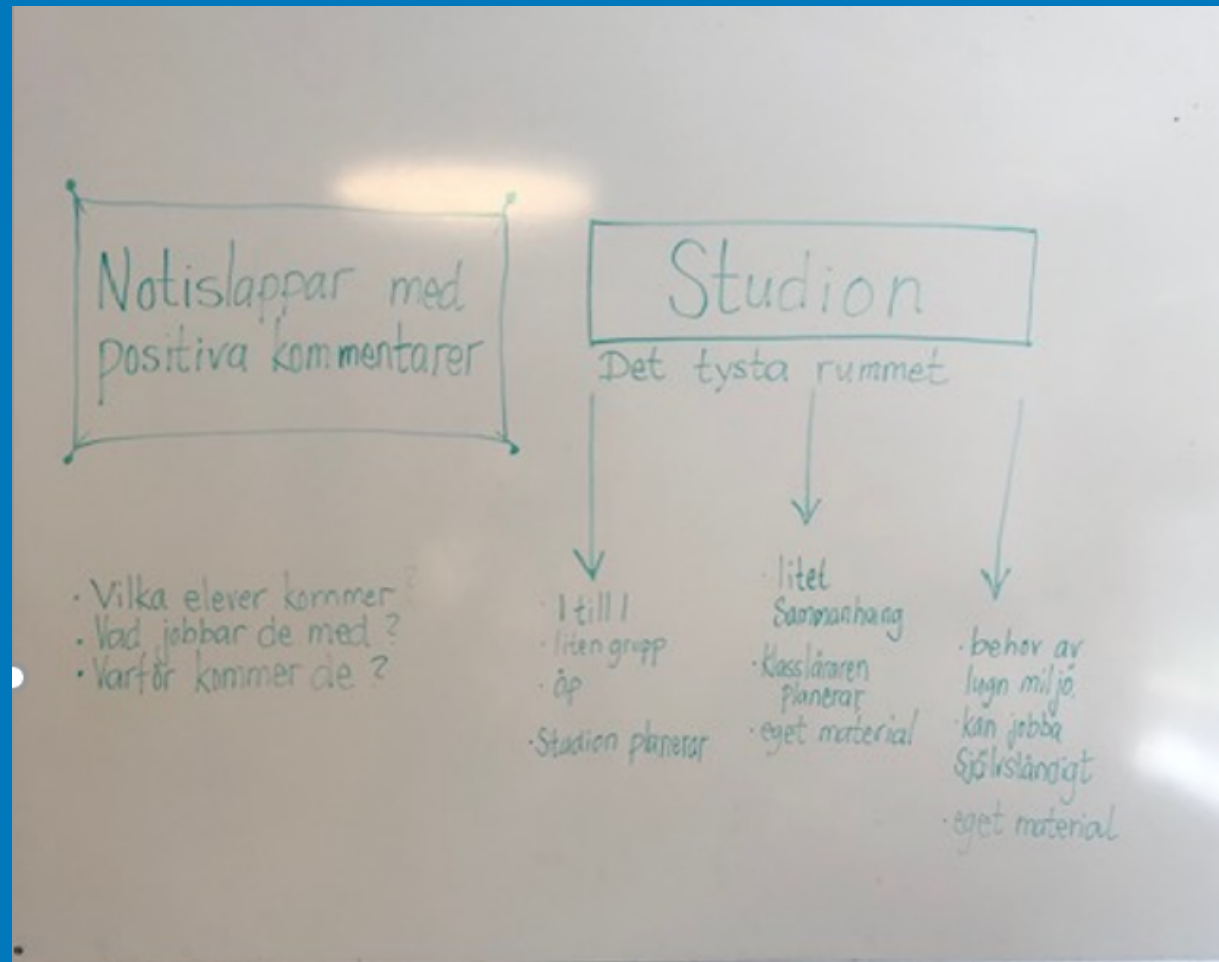 Notislappar med
positiva kommentarer
· Vilka elever kommer?
· Vad jobbar de med?
· Varför kommer de?
Studion
Det tysta rummet
· 1 till 1
· liten grupp
· åp
· Studion planerar
· litet
Sammanhang
· Klassläraren
planerar
· eget material
· behov av
lugn miljö.
· kan jobba
självständigt
· eget material